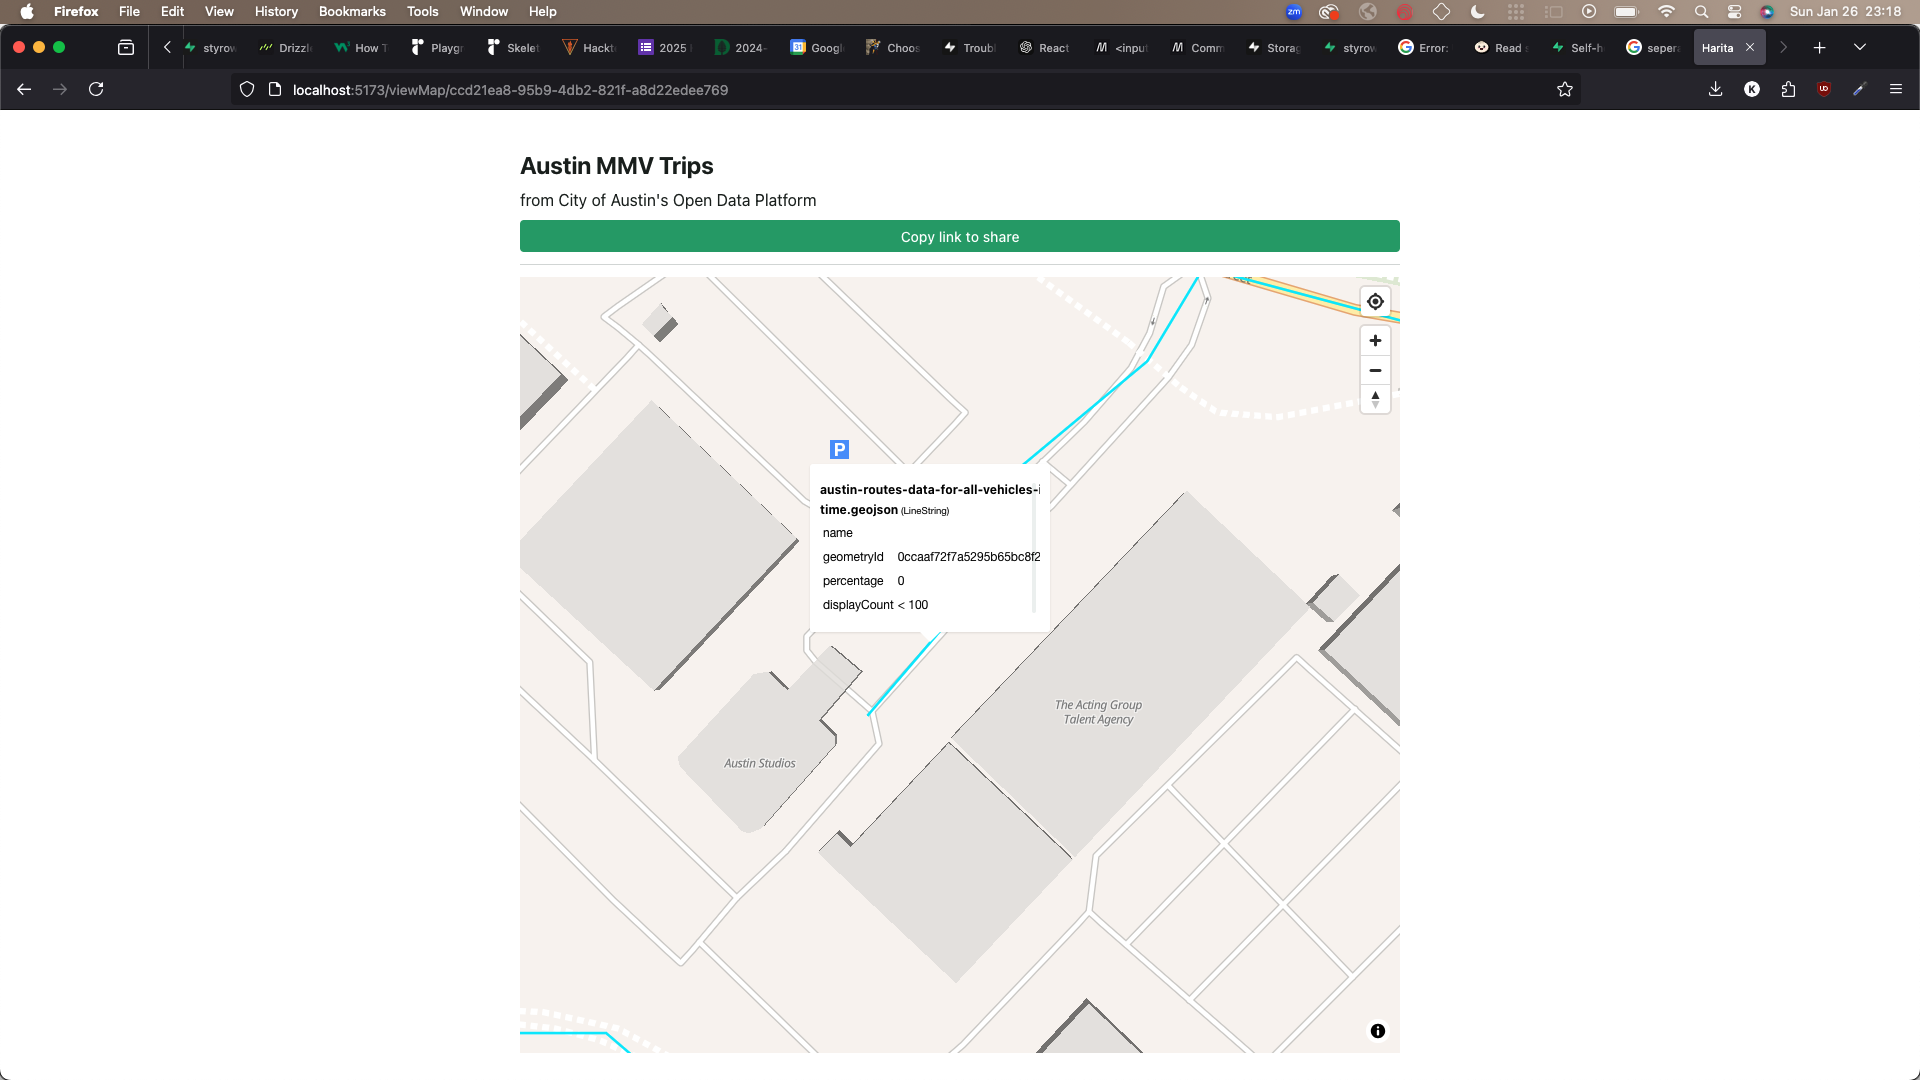 Firefox File Edit View History Bookmarks Tools Window Help
zm
Sun Jan 26 23:18
styrow
Drizzl
How T
Playgr
Skelet
Hackt
2025
2024-
Googl
Choos
Troubl
React
<input
Comm
Storag
styrow
Error:
Read
Self-h
seper
Harita
localhost:5173/viewMap/ccd21ea8-95b9-4db2-821f-a8d22edee769
K
Austin MMV Trips
from City of Austin's Open Data Platform
Copy link to share
P
austin-routes-data-for-all-vehicles-i
time.geojson (LineString)
name
geometryId 0ccaaf72f7a5295b65bc8f2
percentage 0
displayCount < 100
The Acting Group
Talent Agency
Austin Studios